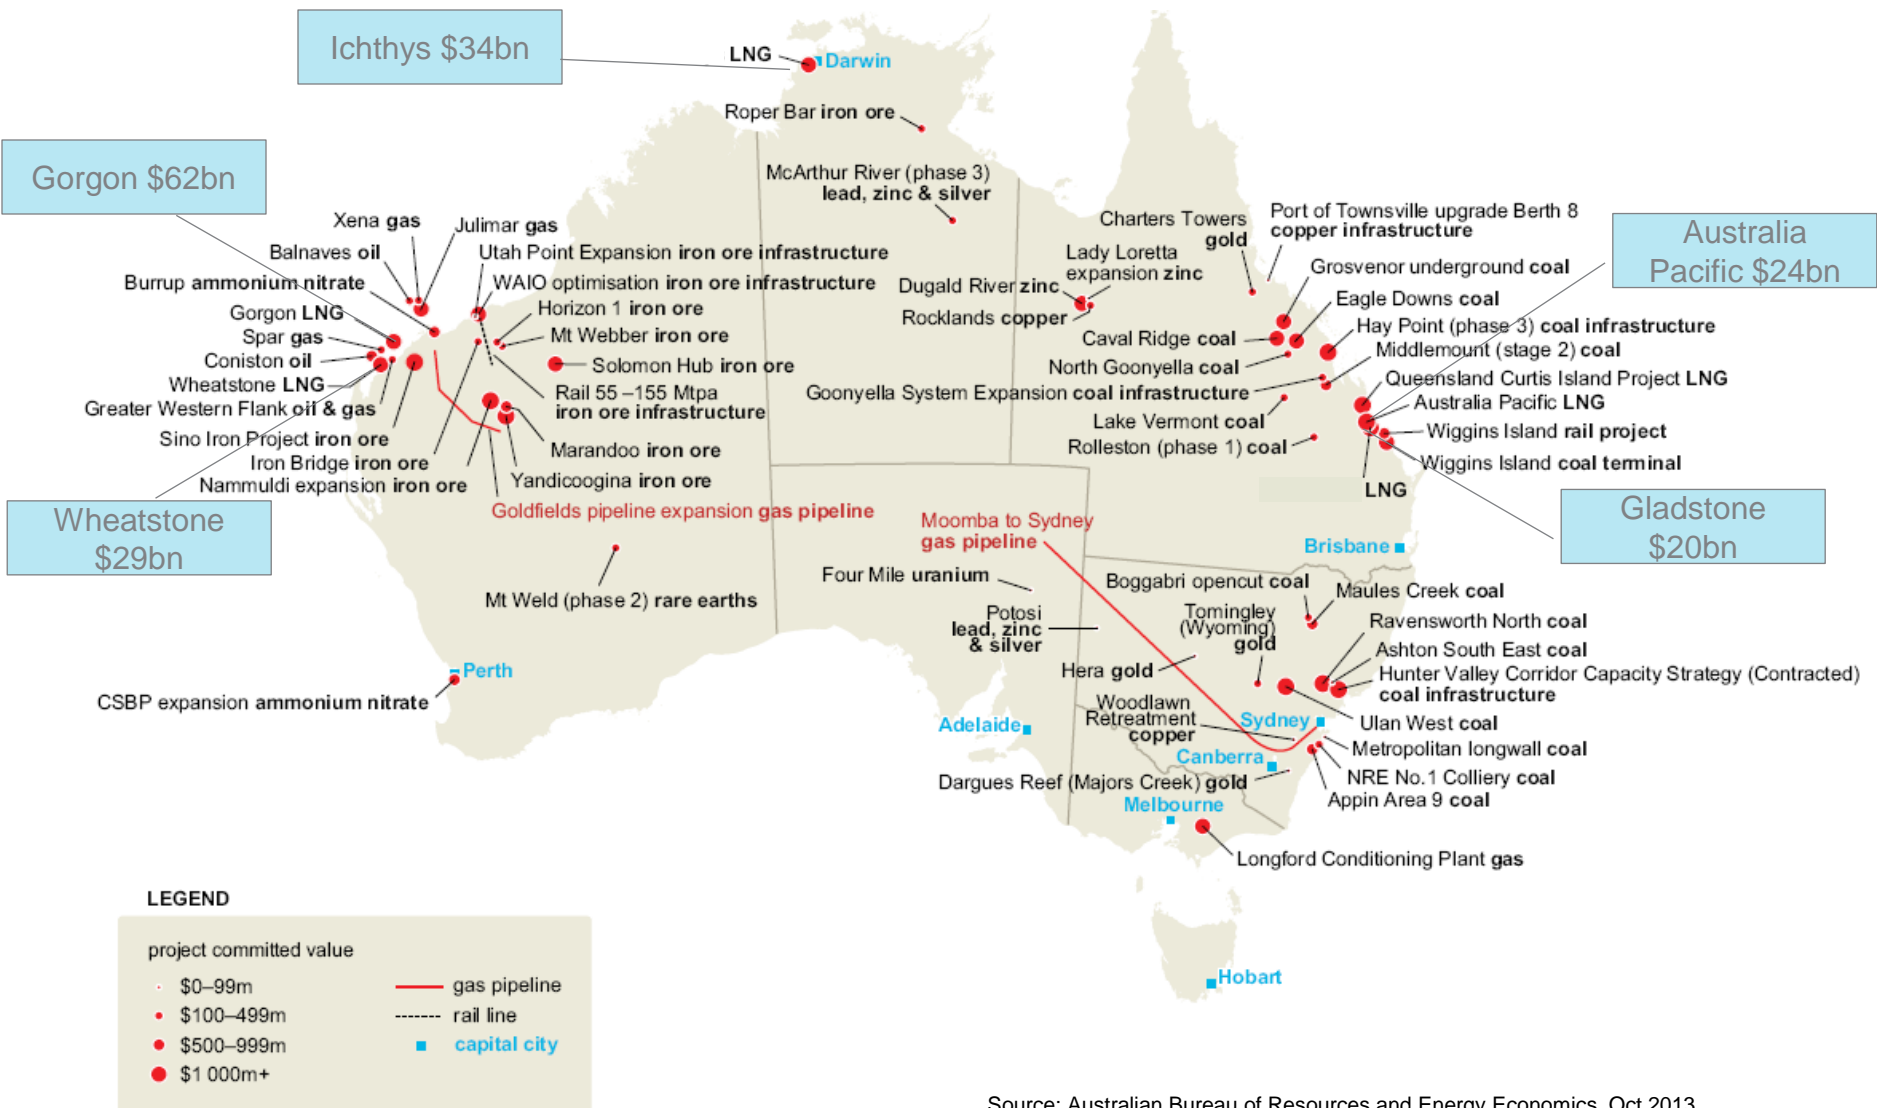 Ichthys $34bn
LNG
Darwin
Roper Bar iron ore
Gorgon $62bn
McArthur River (phase 3)
lead, zinc & silver
Xena gas
Julimar gas
Balnaves oil
Utah Point Expansion iron ore infrastructure
Burrup ammonium nitrate
WAIO optimisation iron ore infrastructure
Gorgon LNG
Horizon 1 iron ore
Spar gas
Mt Webber iron ore
Coniston oil
Solomon Hub iron ore
Wheatstone LNG
Rail 55 –155 Mtpa
iron ore infrastructure
Greater Western Flank oil & gas
Sino Iron Project iron ore
Marandoo iron ore
Iron Bridge iron ore
Yandicoogina iron ore
Nammuldi expansion iron ore
Goldfields pipeline expansion gas pipeline
Wheatstone
$29bn
Mt Weld (phase 2) rare earths
Perth
CSBP expansion ammonium nitrate
Charters Towers
gold
Port of Townsville upgrade Berth 8
copper infrastructure
Australia
Pacific $24bn
Lady Loretta
expansion zinc
Grosvenor underground coal
Dugald River zinc
Eagle Downs coal
Rocklands copper
Hay Point (phase 3) coal infrastructure
Caval Ridge coal
Middlemount (stage 2) coal
North Goonyella coal
Queensland Curtis Island Project LNG
Goonyella System Expansion coal infrastructure
Australia Pacific LNG
Lake Vermont coal
Wiggins Island rail project
Rolleston (phase 1) coal
Wiggins Island coal terminal
LNG
Gladstone
$20bn
Moomba to Sydney
gas pipeline
Brisbane
Four Mile uranium
Boggabri opencut coal
Maules Creek coal
Potosi
lead, zinc
& silver
Tomingley
(Wyoming)
gold
Ravensworth North coal
Ashton South East coal
Hera gold
Hunter Valley Corridor Capacity Strategy (Contracted)
coal infrastructure
Woodlawn
Retreatment
copper
Adelaide
Sydney
Ulan West coal
Metropolitan longwall coal
Canberra
NRE No.1 Colliery coal
Dargues Reef (Majors Creek) gold
Appin Area 9 coal
Melbourne
Longford Conditioning Plant gas
Hobart
LEGEND
project committed value
$0–99m
$100–499m
$500–999m
$1 000m+
gas pipeline
rail line
capital city
Source: Australian Bureau of Resources and Energy Economics, Oct 2013